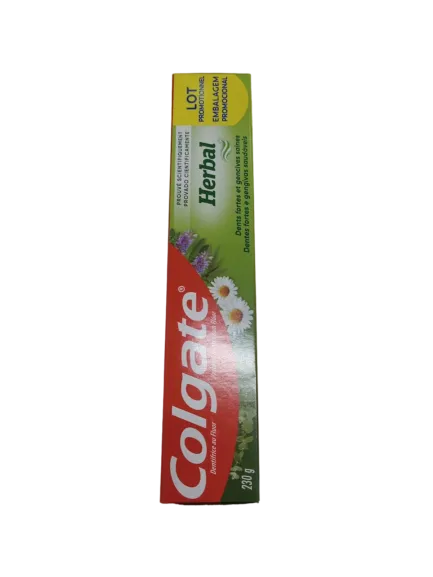 Colgate®
Dentifrice au Fluor
PROUVÉ SCIENTIFIQUEMENT
PROVADO CIENTIFICAMENTE
Herbal
Dents fortes et gencives saines
Dentes fortes e gengivas saudáveis
LOT
PROMOTIONNEL
EMBALAGEM
PROMOCIONAL
230 g